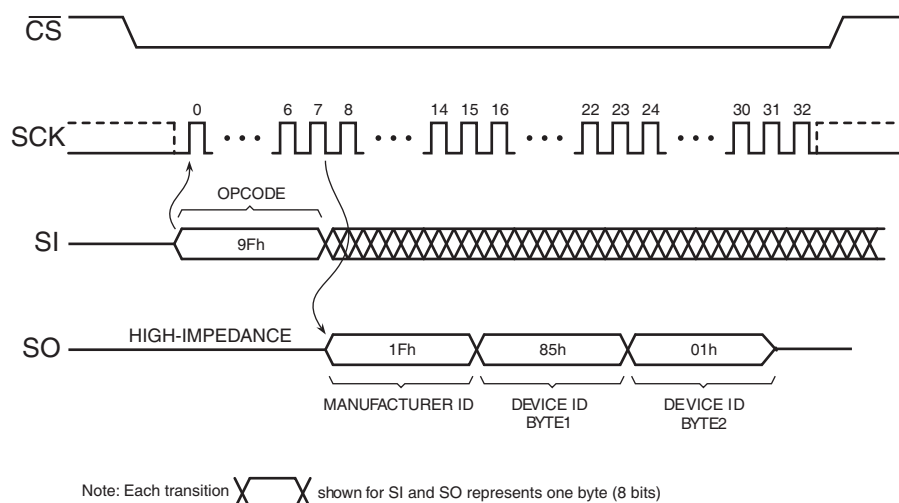 CS
SCK 0 6 7 8 14 15 16 22 23 24 30 31 32
OPCODE
SI 9Fh
HIGH-IMPEDANCE
SO 1Fh 85h 01h
MANUFACTURER ID DEVICE ID DEVICE ID
BYTE1 BYTE2
Note: Each transition shown for SI and SO represents one byte (8 bits)